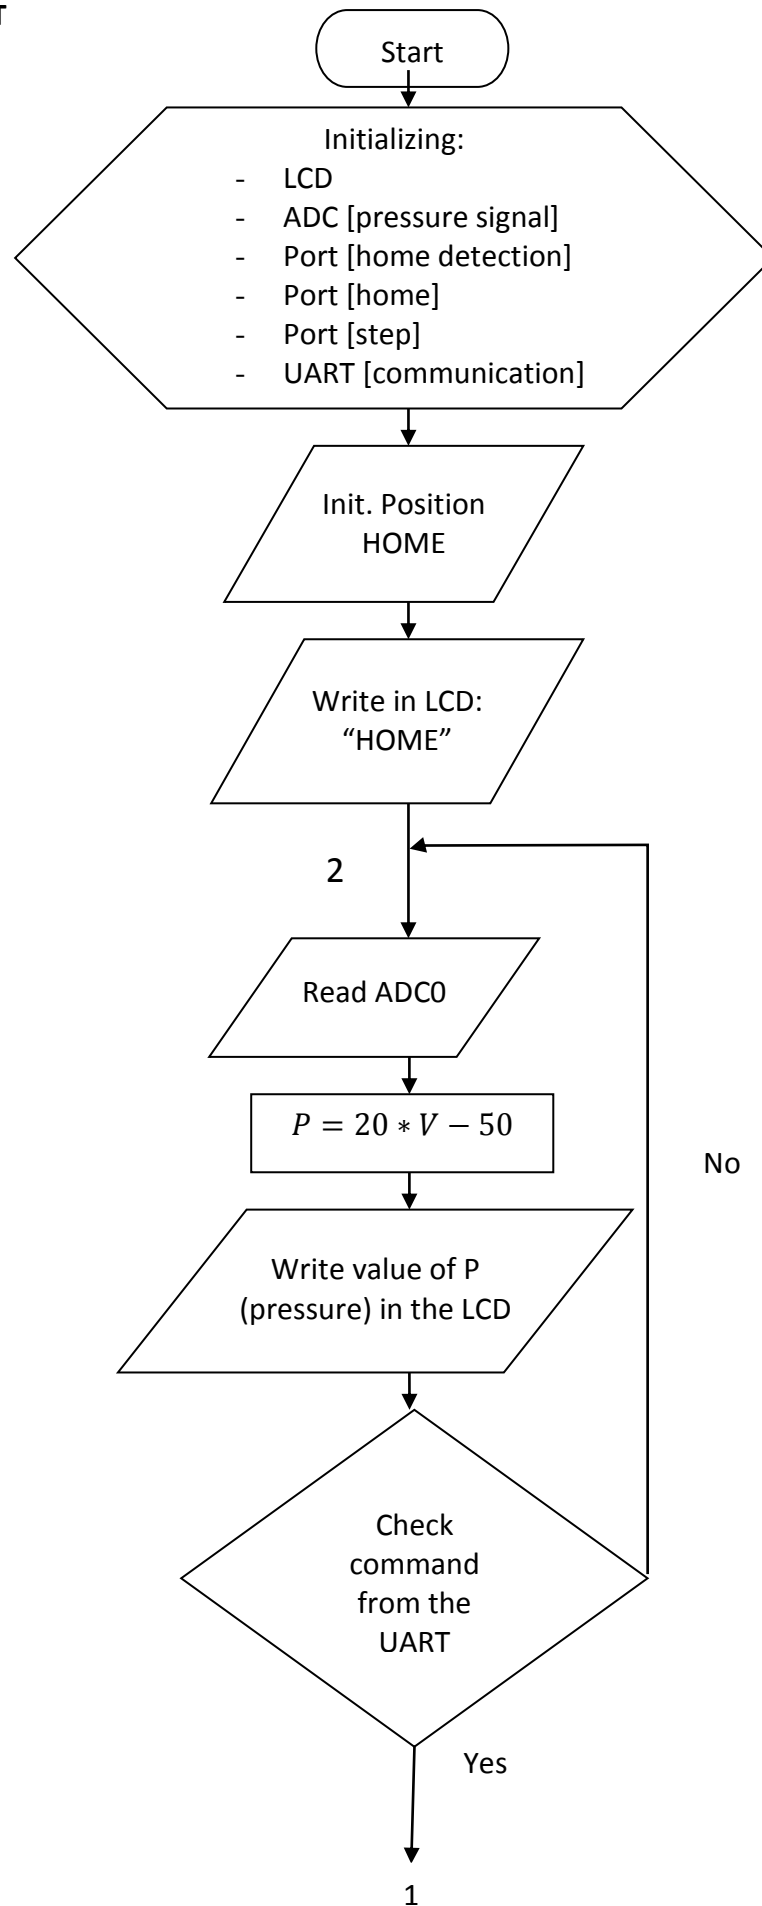 T
Start
Initializing:
- LCD
- ADC [pressure signal]
- Port [home detection]
- Port [home]
- Port [step]
- UART [communication]
Init. Position
HOME
Write in LCD:
“HOME”
2
Read ADC0
P = 20 ∗ V − 50
No
Write value of P
(pressure) in the LCD
Check
command
from the
UART
Yes
1